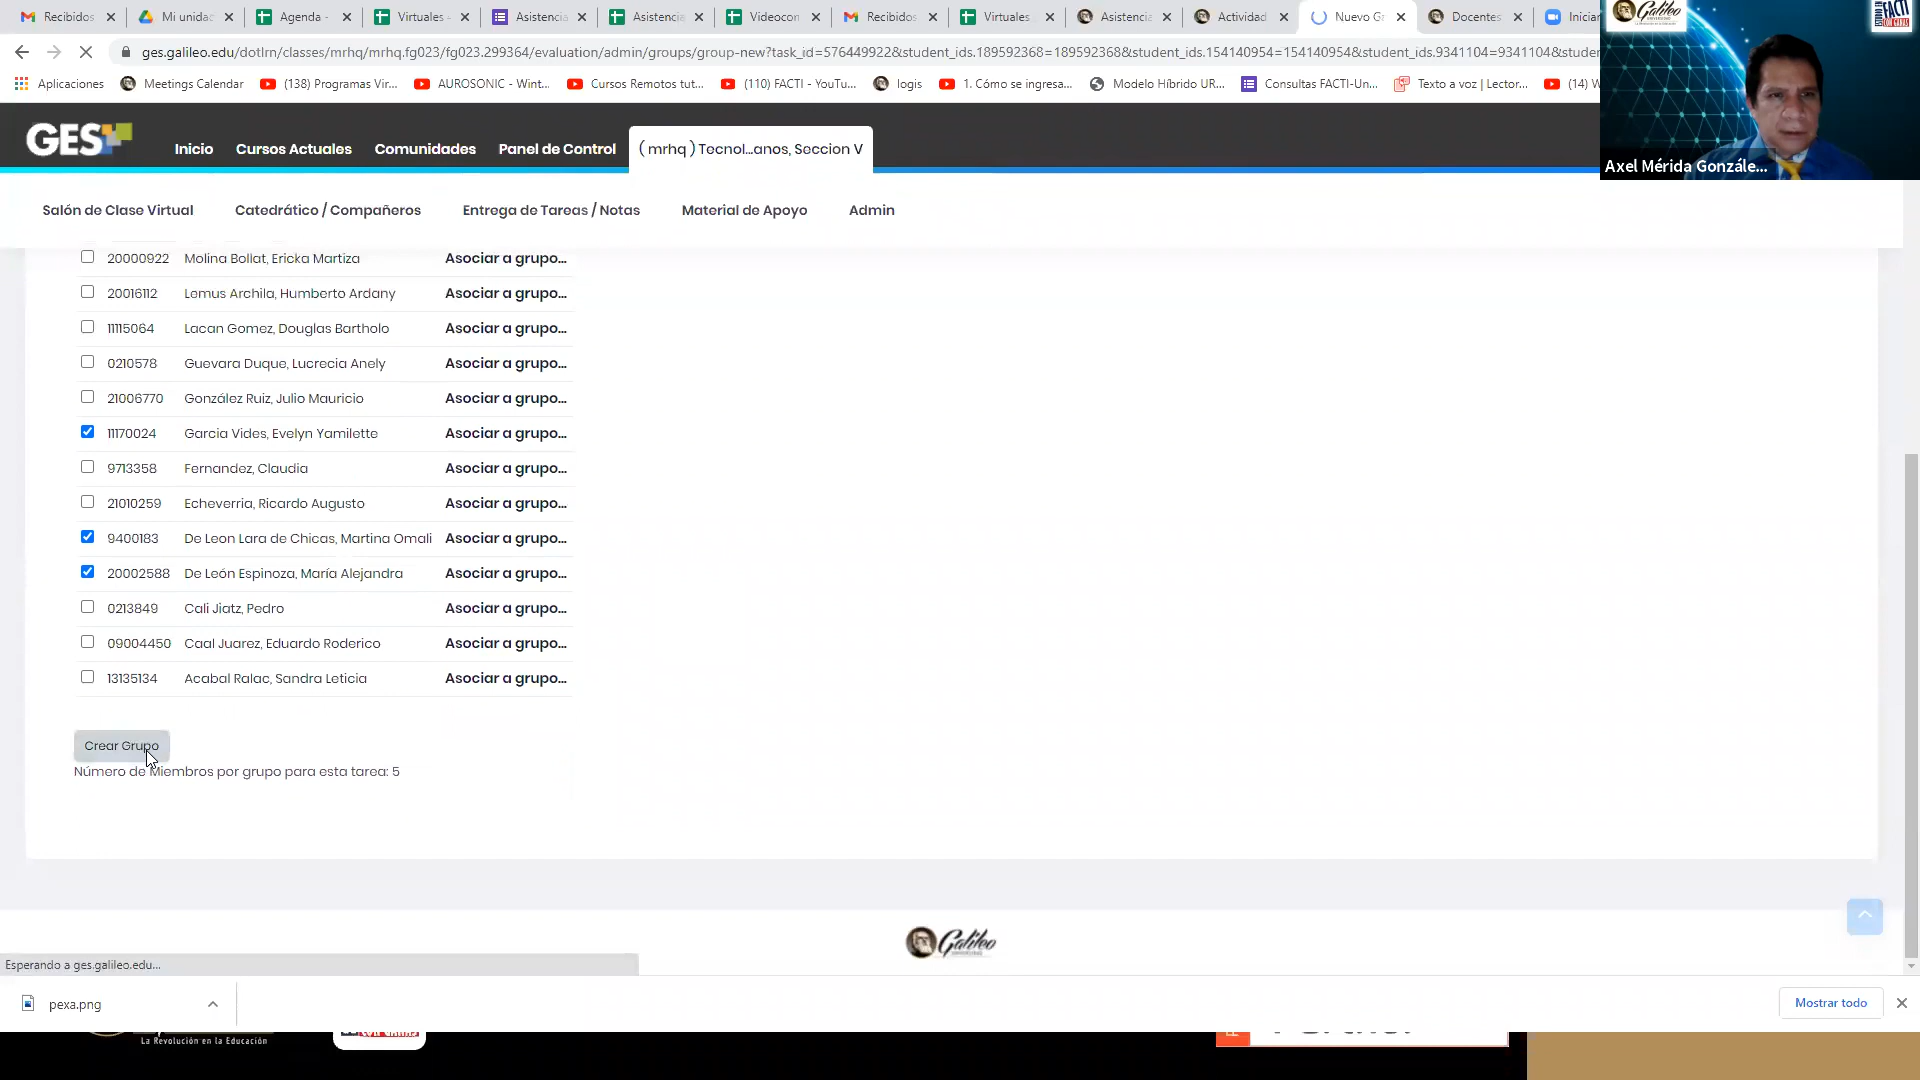 Recibidos
Mi unida
Agenda -
Virtuales -
Asistencia
Asistencia
Videocon
Recibidos
Virtuales
Asistencia
Actividad
Nuevo Gr
Docentes
Iniciar
ges.galileo.edu/dotlrn/classes/mrhq/mrhq.fg023/fg023.299364/evaluation/admin/groups/group-new?task_id=576449922&student_ids.189592368=189592368&student_ids.154140954=154140954&student_ids.9341104=9341104&stude
Aplicaciones
Meetings Calendar
(138) Programas Vir...
AUROSONIC - Wint...
Cursos Remotos tut...
(110) FACTI - YouTu...
logis
1. Cómo se ingresa...
Modelo Híbrido UR...
Consultas FACTI-Un...
Texto a voz | Lector...
(14) W
Galileo
Axel Mérida Gonzále...
GES
Inicio
Cursos Actuales
Comunidades
Panel de Control
( mrhq ) Tecnol...anos, Seccion V
Salón de Clase Virtual
Catedrático / Compañeros
Entrega de Tareas / Notas
Material de Apoyo
Admin
20000922 Molina Bollat, Ericka Martiza Asociar a grupo...
20016112 Lemus Archila, Humberto Ardany Asociar a grupo...
11115064 Lacan Gomez, Douglas Bartholo Asociar a grupo...
0210578 Guevara Duque, Lucrecia Anely Asociar a grupo...
21006770 González Ruiz, Julio Mauricio Asociar a grupo...
11170024 Garcia Vides, Evelyn Yamilette Asociar a grupo...
9713358 Fernandez, Claudia Asociar a grupo...
21010259 Echeverria, Ricardo Augusto Asociar a grupo...
9400183 De Leon Lara de Chicas, Martina Omali Asociar a grupo...
20002588 De León Espinoza, María Alejandra Asociar a grupo...
0213849 Cali Jiatz, Pedro Asociar a grupo...
09004450 Caal Juarez, Eduardo Roderico Asociar a grupo...
13135134 Acabal Ralac, Sandra Leticia Asociar a grupo...
Crear Grupo
Número de Miembros por grupo para esta tarea: 5
Galileo
Esperando a ges.galileo.edu...
pexa.png
Mostrar todo
La Revolución en la Educación